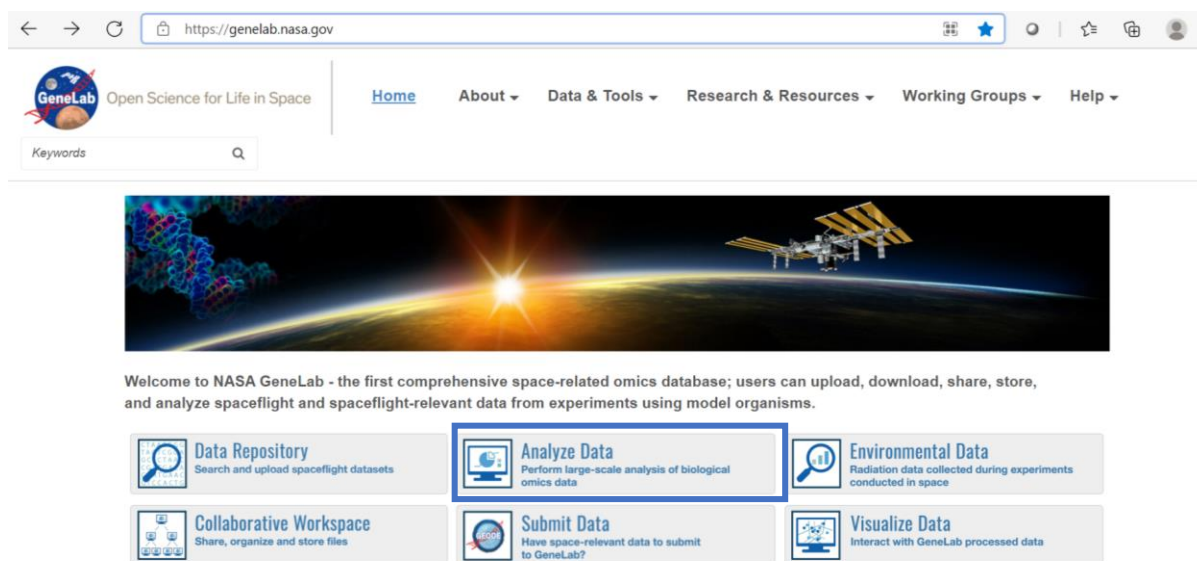 https://genelab.nasa.gov
GeneLab
Open Science for Life in Space
Home
About
Data & Tools
Research & Resources
Working Groups
Help
Keywords
Welcome to NASA GeneLab - the first comprehensive space-related omics database; users can upload, download, share, store,
and analyze spaceflight and spaceflight-relevant data from experiments using model organisms.
Data Repository
Search and upload spaceflight datasets
Analyze Data
Perform large-scale analysis of biological
omics data
Environmental Data
Radiation data collected during experiments
conducted in space
Collaborative Workspace
Share, organize and store files
GEODE
Submit Data
Have space-relevant data to submit
to GeneLab?
Visualize Data
Interact with GeneLab processed data